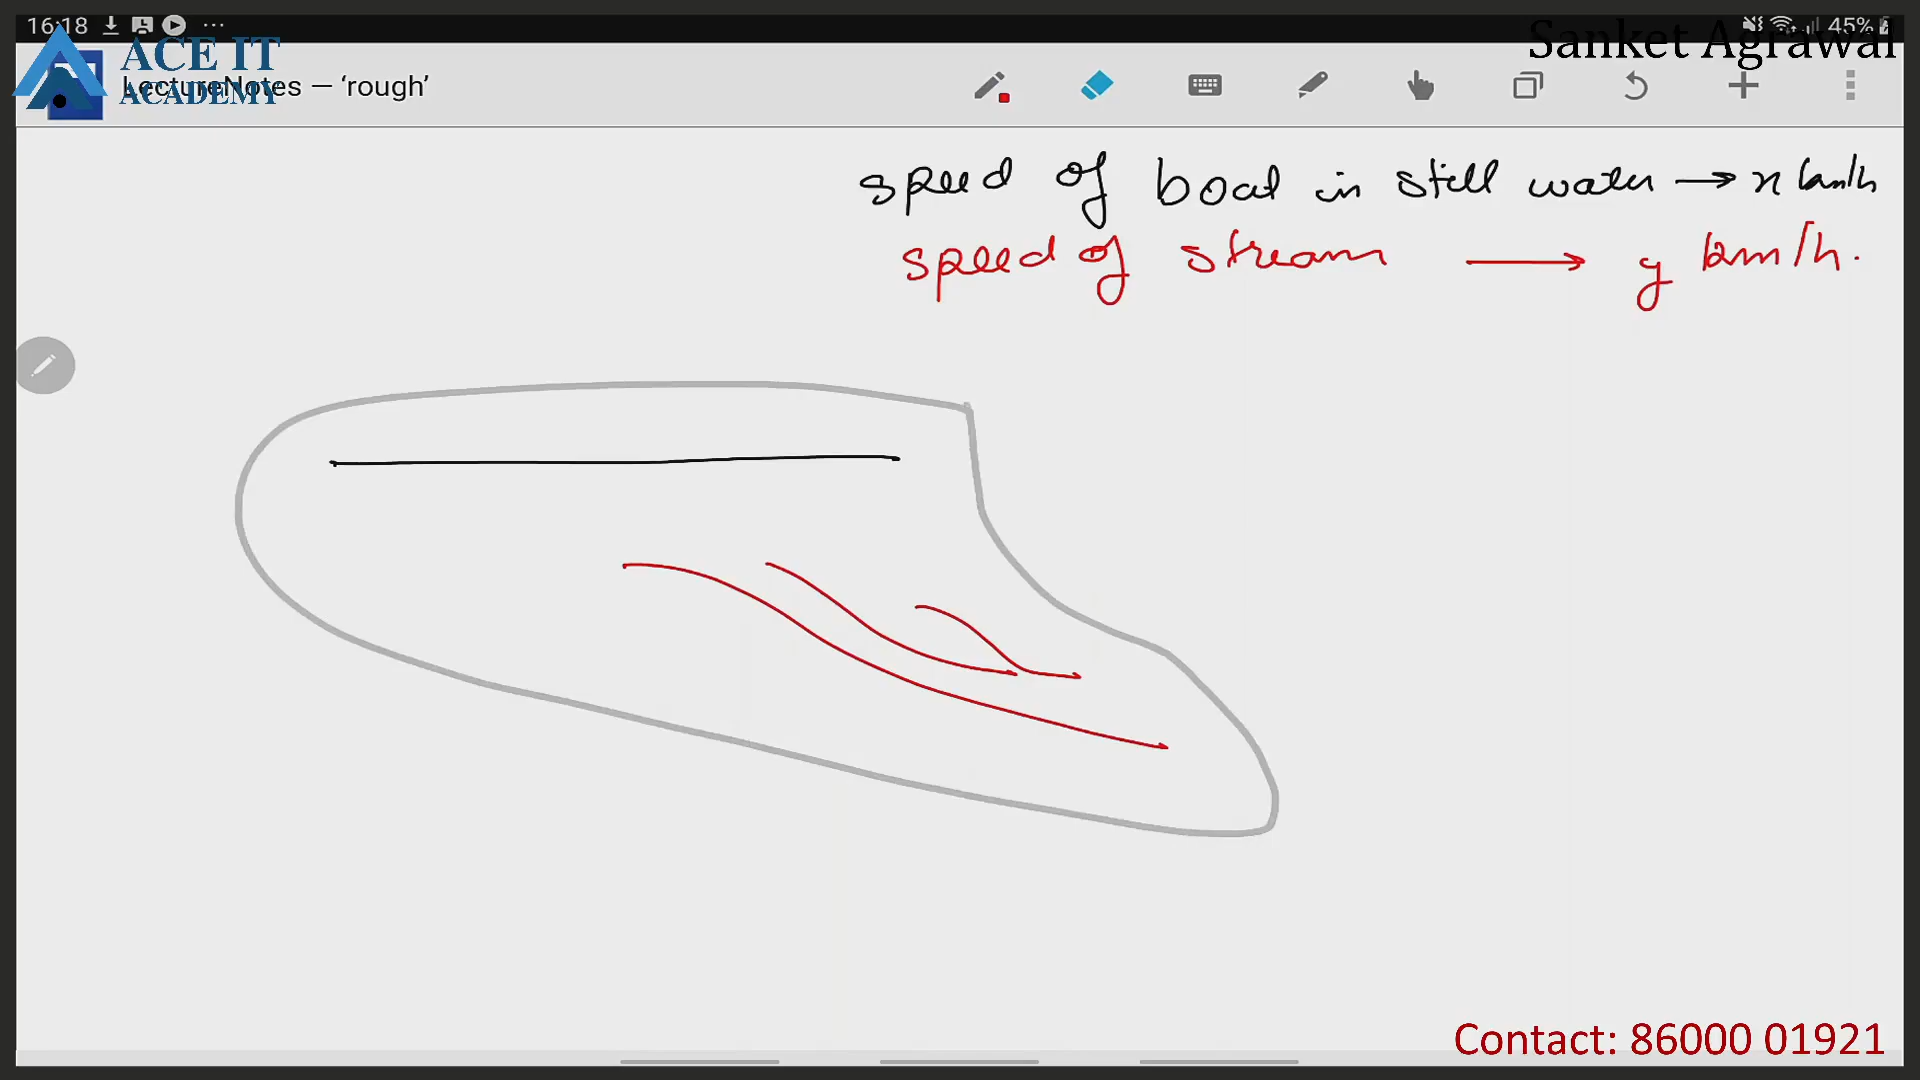 16:18
45%
Sanket Agrawal
ACE IT
ACADEMY
LectureNotes — ‘rough’
speed of boat in still water → x km/h
speed of stream → y km/h.
Contact: 86000 01921